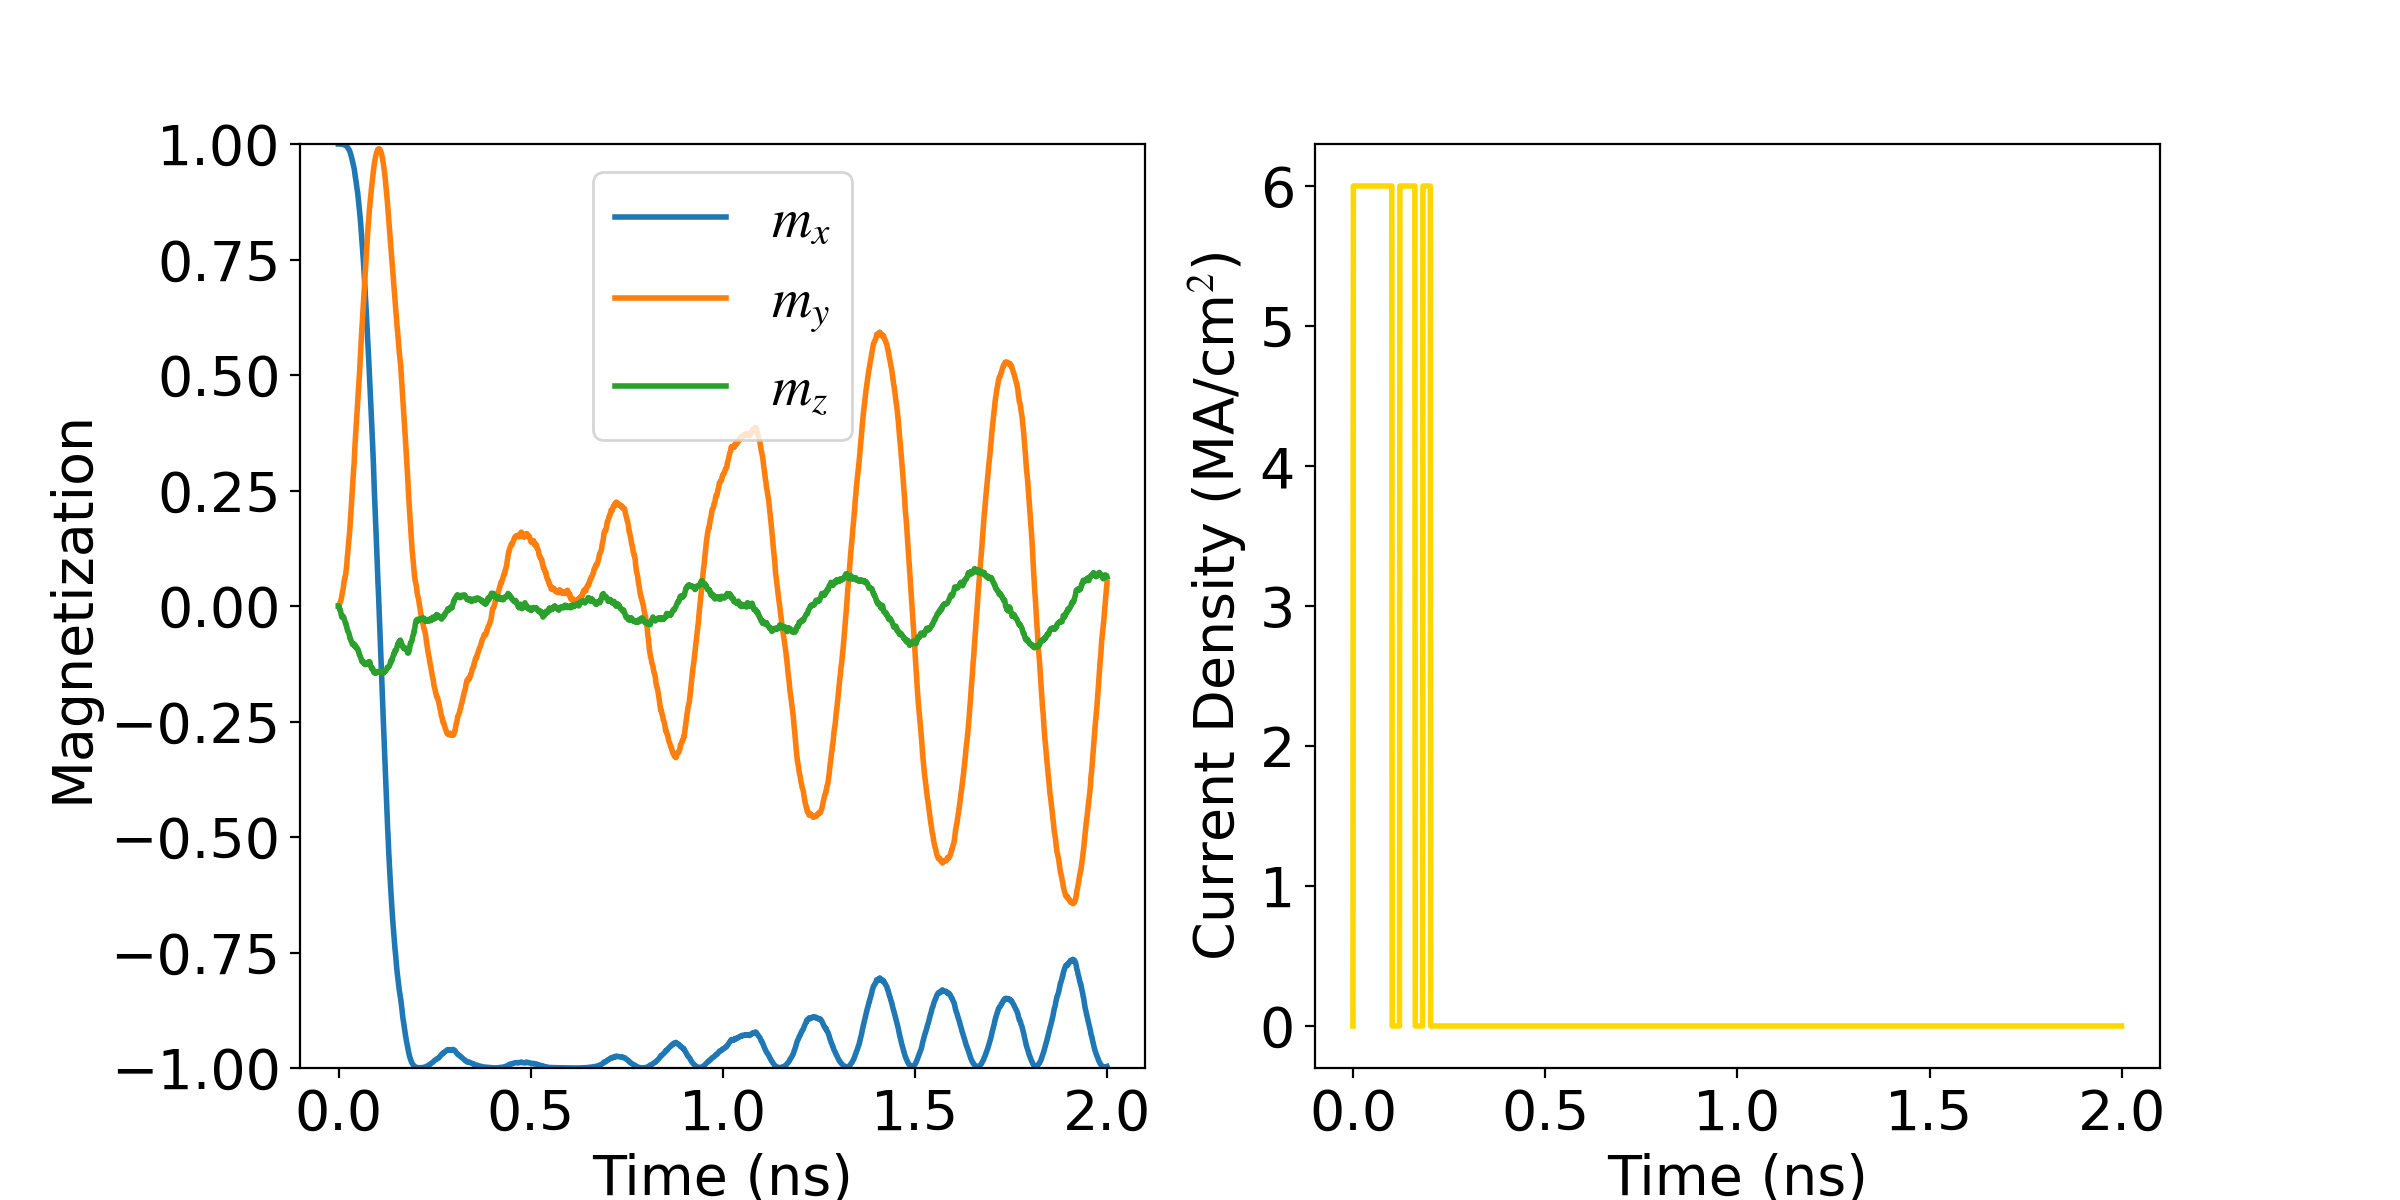 1.00
0.75
0.50
0.25
0.00
−0.25
−0.50
−0.75
−1.00
Magnetization
0.0 0.5 1.0 1.5 2.0
Time (ns)
m_x
m_y
m_z
6
5
4
3
2
1
0
Current Density (MA/cm²)
0.0 0.5 1.0 1.5 2.0
Time (ns)